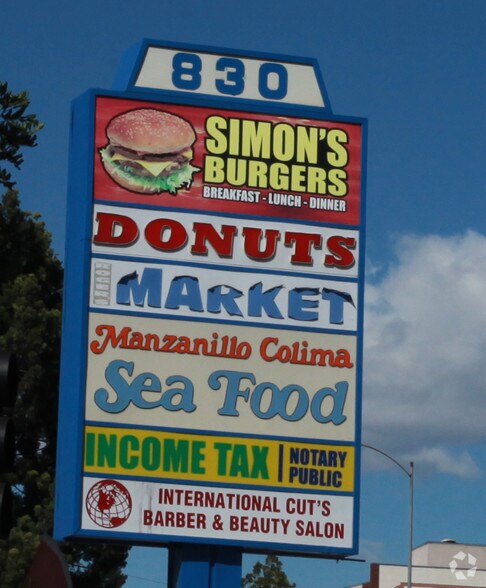 830
SIMON'S
BURGERS
BREAKFAST - LUNCH - DINNER
DONUTS
MARKET
Manzanillo Colima
Sea Food
INCOME TAX
NOTARY
PUBLIC
INTERNATIONAL CUT'S
BARBER & BEAUTY SALON